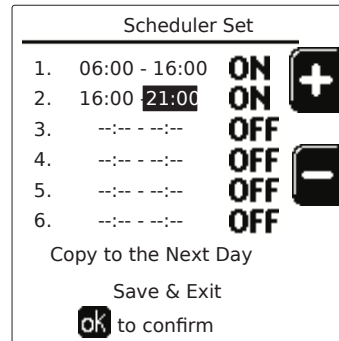 Scheduler Set
1. 06:00 - 16:00 ON
2. 16:00 -21:00 ON
3. --:-- - --:-- OFF
4. --:-- - --:-- OFF
5. --:-- - --:-- OFF
6. --:-- - --:-- OFF
Copy to the Next Day
Save & Exit
ok to confirm